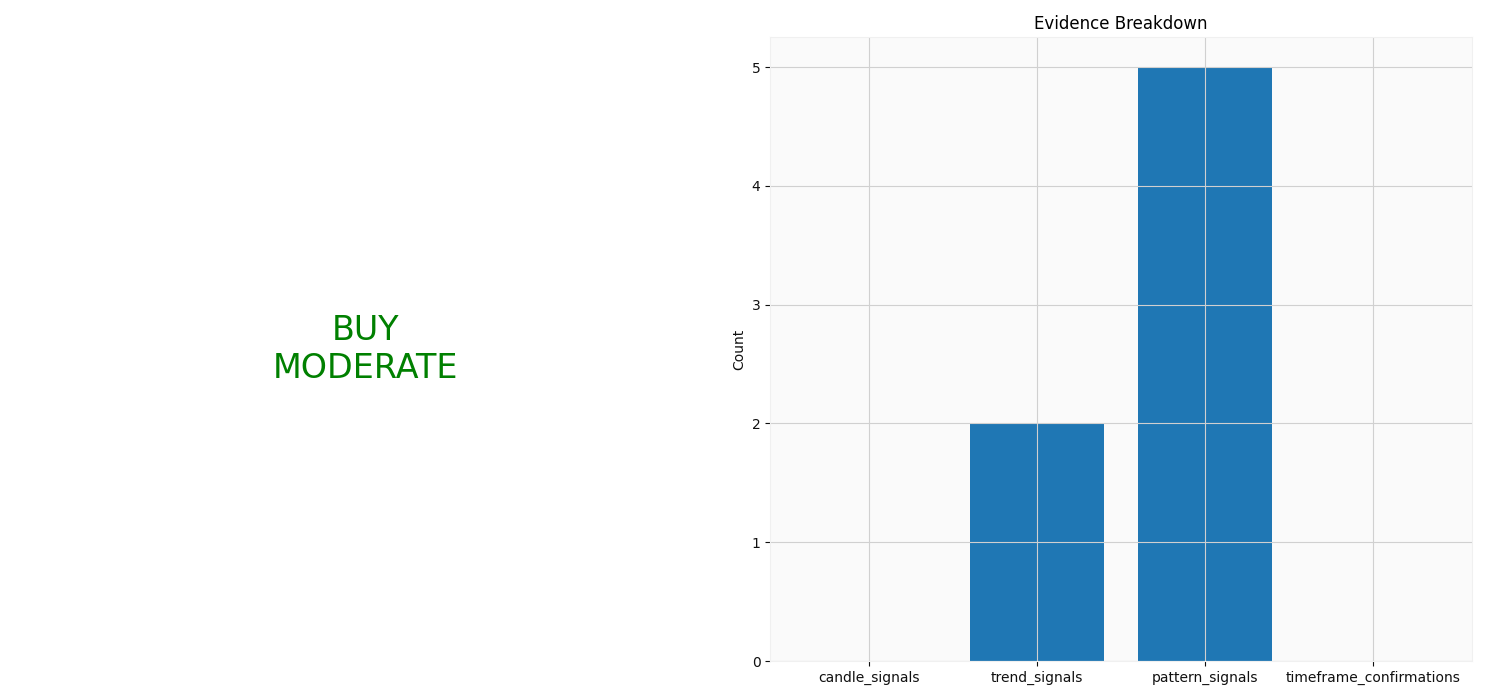 BUY
MODERATE
Evidence Breakdown
Count
5
4
3
2
1
0
candle_signals
trend_signals
pattern_signals
timeframe_confirmations